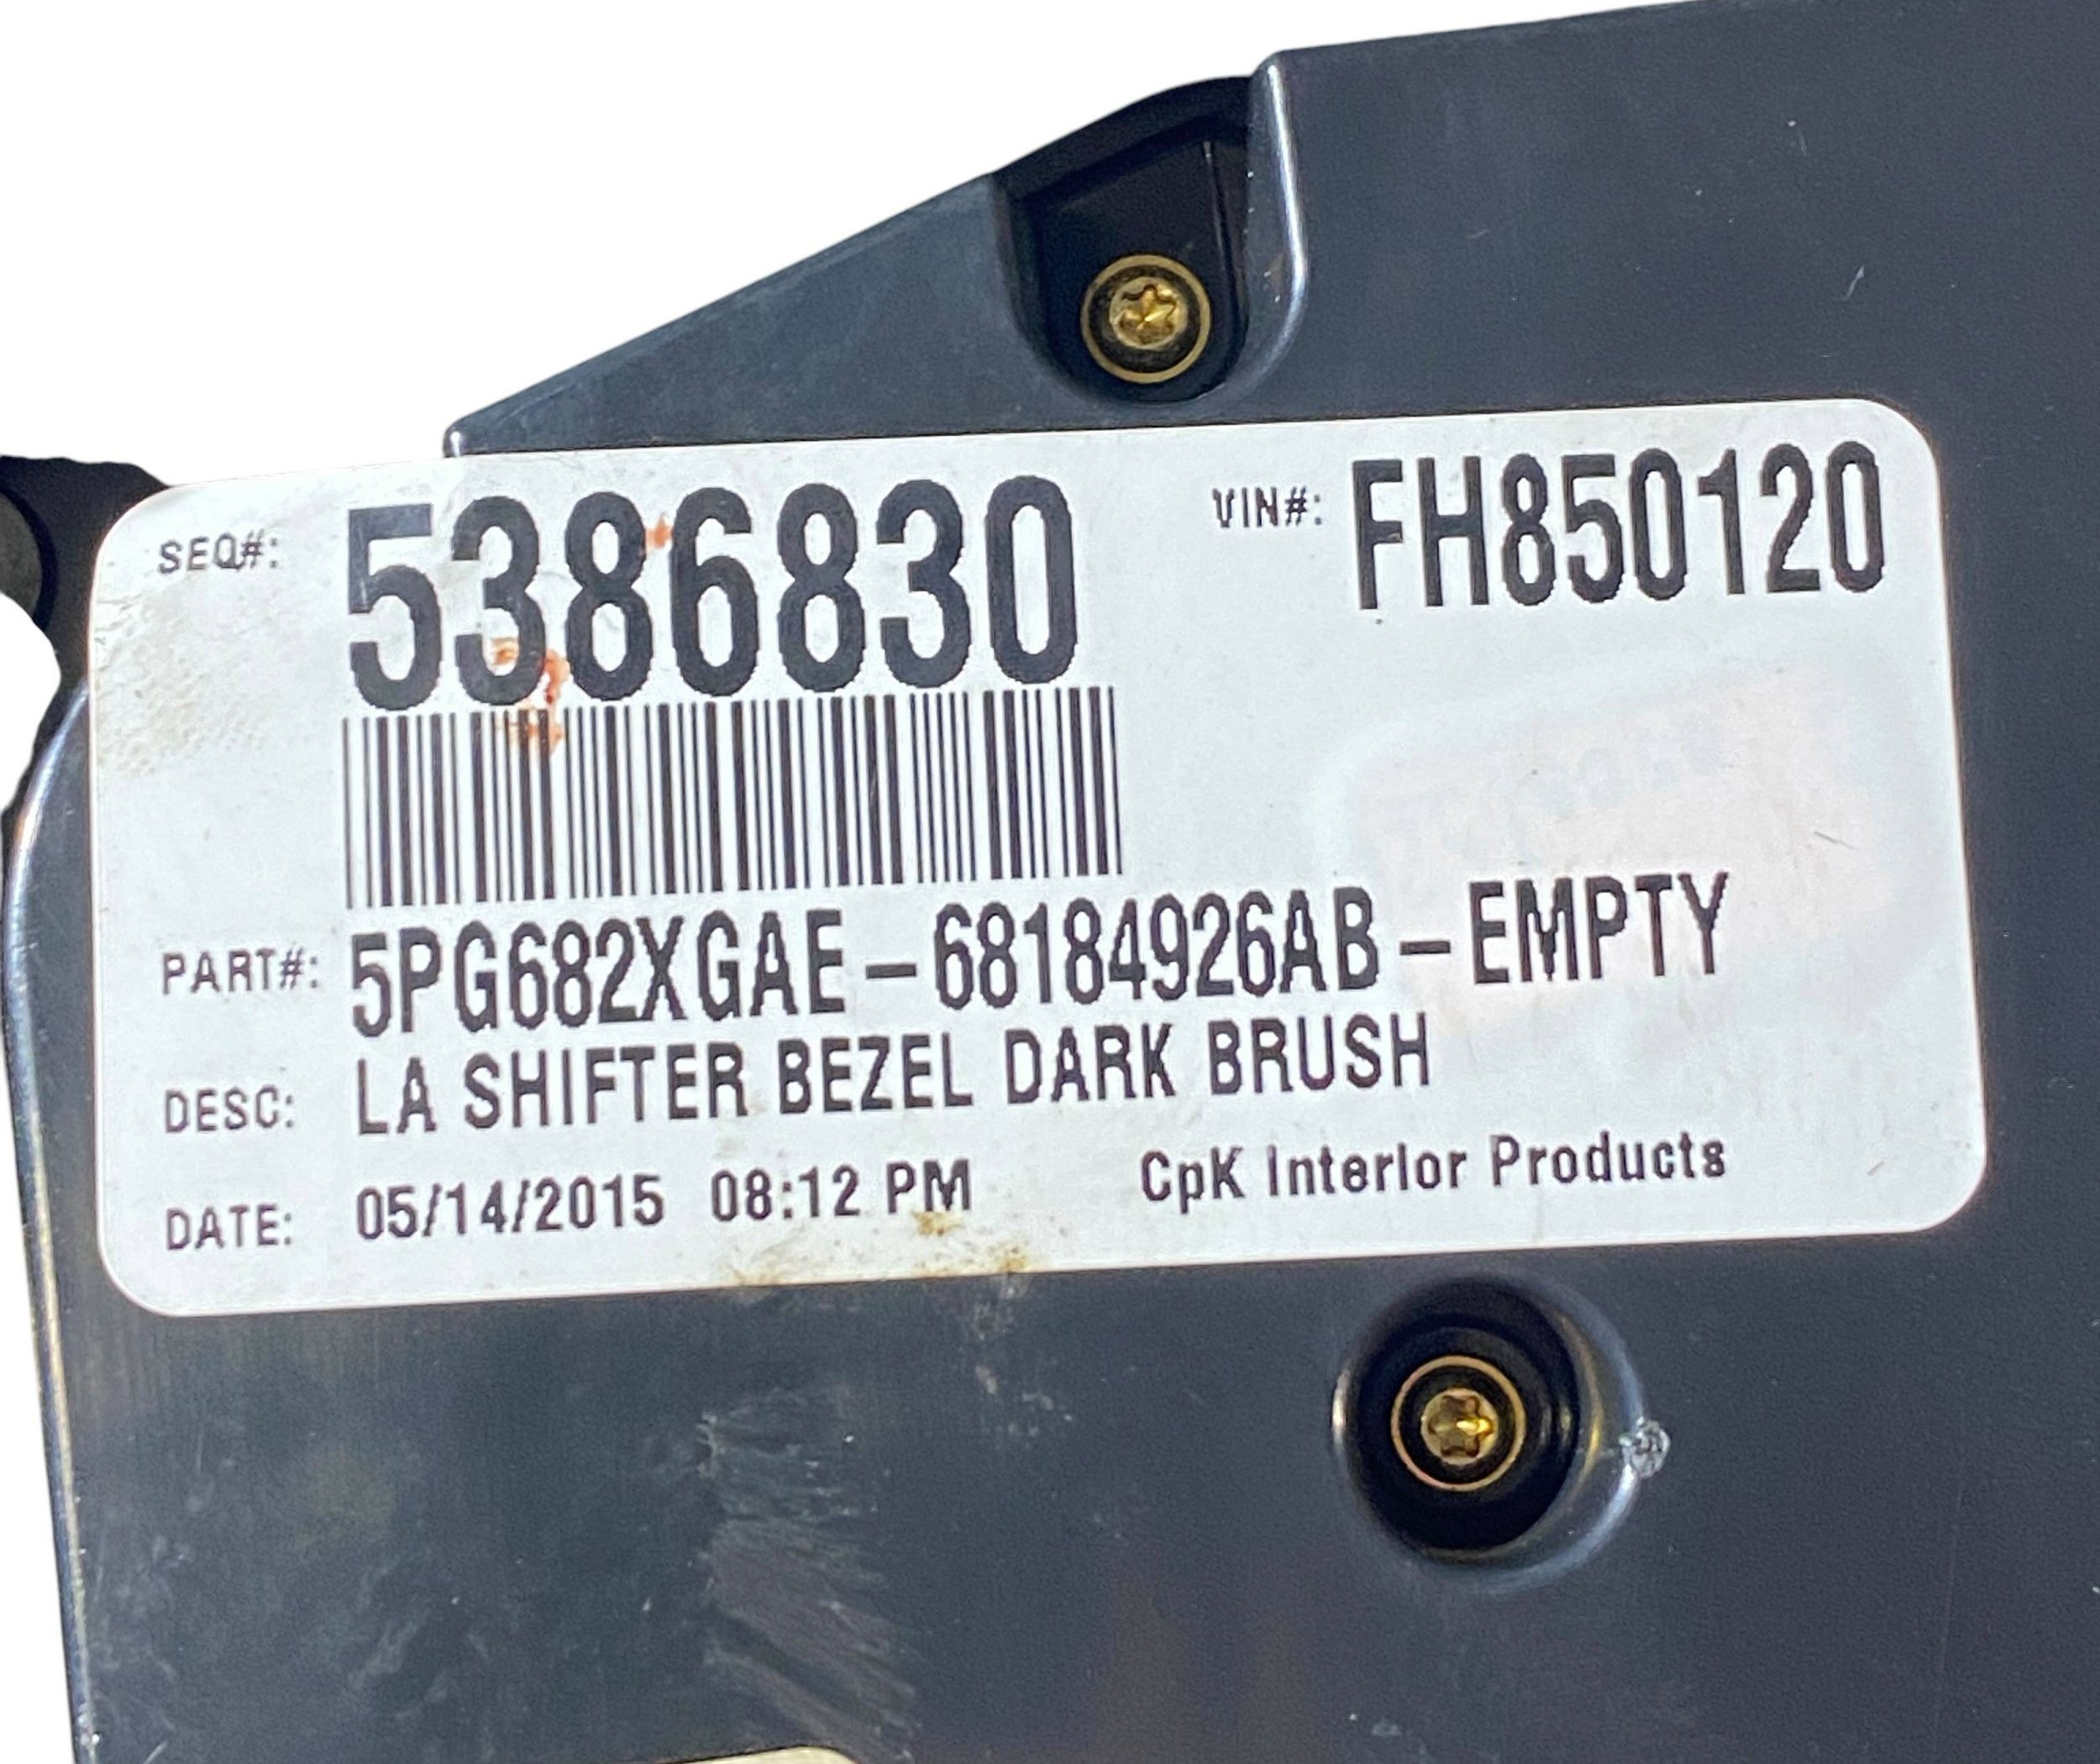 SEQ#: 5386830 VIN#: FH850120
PART#: 5PG682XGAE-68184926AB-EMPTY
DESC: LA SHIFTER BEZEL DARK BRUSH
DATE: 05/14/2015 08:12 PM CpK Interior Products